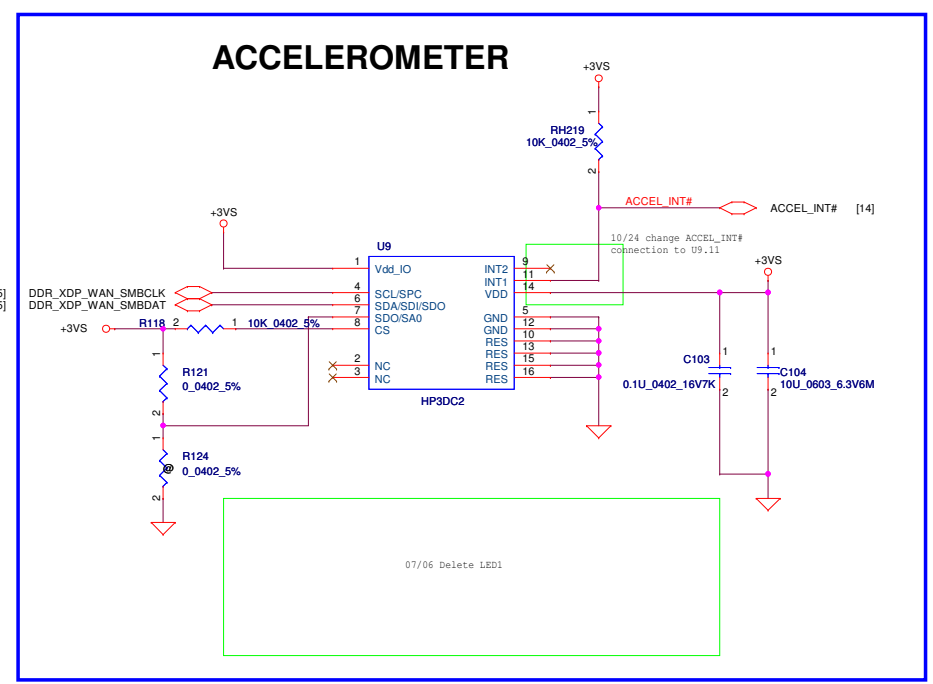 ACCELEROMETER
+3VS
1
RH219
10K_0402_5%
2
ACCEL_INT#
ACCEL_INT# [14]
10/24 change ACCEL_INT#
connection to U9.11
+3VS
U9
1 Vdd_IO
4 SCL/SPC
6 SDA/SDI/SDO
7 SDO/SA0
8 CS
2 NC
3 NC
INT2 9
INT1 11
VDD 14
GND 5
GND 12
RES 10
RES 13
RES 15
RES 16
HP3DC2
5] DDR_XDP_WAN_SMBCLK
5] DDR_XDP_WAN_SMBDAT
+3VS
R118 2 1 10K_0402_5%
1
R121
0_0402_5%
2
1
R124
@ 0_0402_5%
2
+3VS
C103 1
0.1U_0402_16V7K
2
1
C104
10U_0603_6.3V6M
2
07/06 Delete LED1